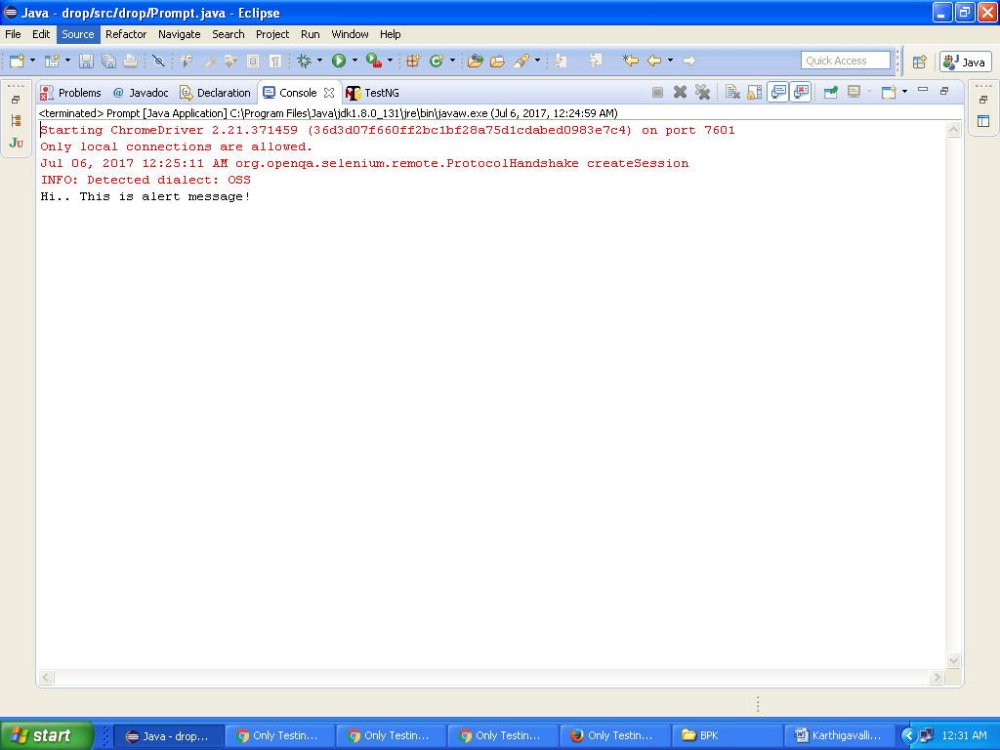 Java - drop/src/drop/Prompt.java - Eclipse
File Edit Source Refactor Navigate Search Project Run Window Help
Quick Access
Java
Problems @ Javadoc Declaration Console TestNG
<terminated> Prompt [Java Application] C:\Program Files\Java\jdk1.8.0_131\jre\bin\javaw.exe (Jul 6, 2017, 12:24:59 AM)
Starting ChromeDriver 2.21.371459 (36d3d07f660ff2bc1bf28a75d1cdabed0983e7c4) on port 7601
Only local connections are allowed.
Jul 06, 2017 12:25:11 AM org.openqa.selenium.remote.ProtocolHandshake createSession
INFO: Detected dialect: OSS
Hi.. This is alert message!
JU
start Java - drop... Only Testin... Only Testin... Only Testin... Only Testin... BPK Karthigavalli... 12:31 AM